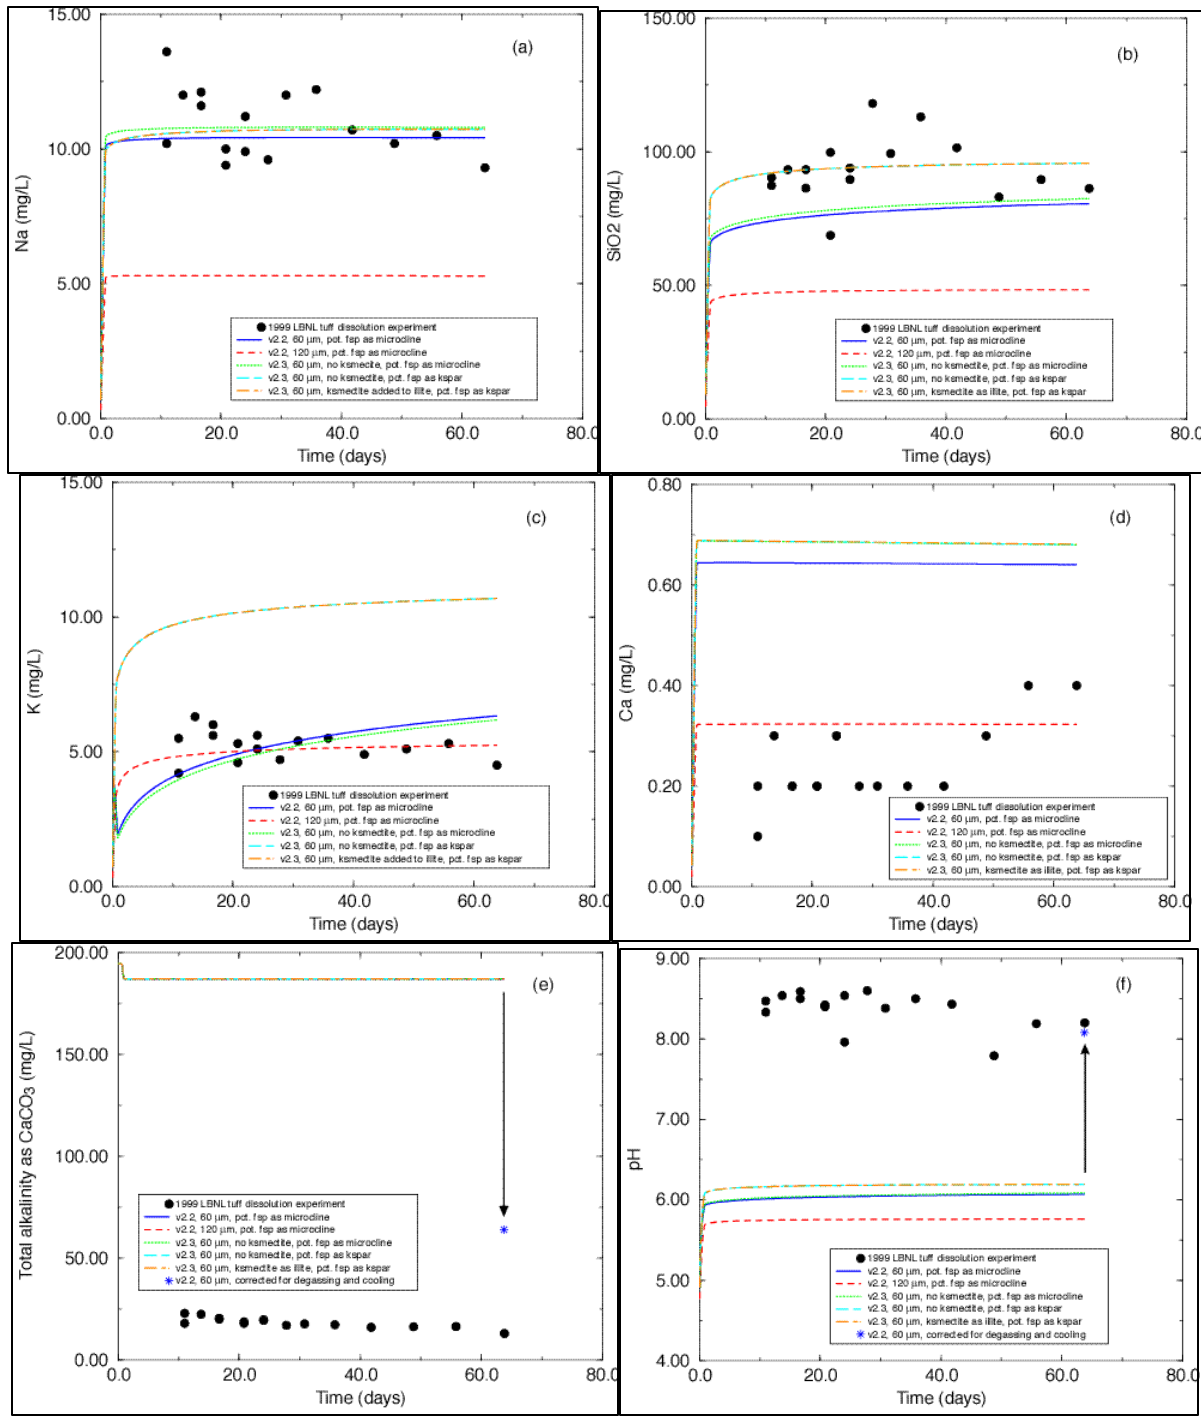 15.00
10.00
5.00
0.00
Na (mg/L)
(a)
1999 LBNL tuff dissolution experiment
v2.2, 60 μm, pot. fsp as microcline
v2.2, 120 μm, pct. fsp as microcline
v2.3, 60 μm, no ksmectite, pct. fsp as microcline
v2.3, 60 μm, no ksmectite, pct. fsp as kspar
v2.3, 60 μm, ksmectite added to illite, pct. fsp as kspar
0.0 20.0 40.0 60.0 80.0
Time (days)
150.00
100.00
50.00
0.00
SiO2 (mg/L)
(b)
1999 LBNL tuff dissolution experiment
v2.2, 60 μm, pot. fsp as microcline
v2.2, 120 μm, pct. fsp as microcline
v2.3, 60 μm, no ksmectite, pct. fsp as microcline
v2.3, 60 μm, no ksmectite, pct. fsp as kspar
v2.3, 60 μm, ksmectite as illite, pot. fsp as kspar
0.0 20.0 40.0 60.0 80.0
Time (days)
15.00
10.00
5.00
0.00
K (mg/L)
(c)
1999 LBNL tuff dissolution experiment
v2.2, 60 μm, pot. fsp as microcline
v2.2, 120 μm, pct. fsp as microcline
v2.3, 60 μm, no ksmectite, pct. fsp as microcline
v2.3, 60 μm, no ksmectite, pct. fsp as kspar
v2.3, 60 μm, ksmectite added to illite, pct. fsp as kspar
0.0 20.0 40.0 60.0 80.0
Time (days)
0.80
0.60
0.40
0.20
0.00
Ca (mg/L)
(d)
1999 LBNL tuff dissolution experiment
v2.2, 60 μm, pot. fsp as microcline
v2.2, 120 μm, pct. fsp as microcline
v2.3, 60 μm, no ksmectite, pct. fsp as microcline
v2.3, 60 μm, no ksmectite, pct. fsp as kspar
v2.3, 60 μm, ksmectite as illite, pot. fsp as kspar
0.0 20.0 40.0 60.0 80.0
Time (days)
200.00
150.00
100.00
50.00
0.00
Total alkalinity as CaCO3 (mg/L)
(e)
1999 LBNL tuff dissolution experiment
v2.2, 60 μm, pot. fsp as microcline
v2.2, 120 μm, pct. fsp as microcline
v2.3, 60 μm, no ksmectite, pct. fsp as microcline
v2.3, 60 μm, no ksmectite, pct. fsp as kspar
v2.3, 60 μm, ksmectite as illite, pot. fsp as kspar
v2.2, 60 μm, corrected for degassing and cooling
0.0 20.0 40.0 60.0 80.0
Time (days)
9.00
8.00
7.00
6.00
5.00
4.00
pH
(f)
1999 LBNL tuff dissolution experiment
v2.2, 60 μm, pot. fsp as microcline
v2.2, 120 μm, pct. fsp as microcline
v2.3, 60 μm, no ksmectite, pct. fsp as microcline
v2.3, 60 μm, no ksmectite, pct. fsp as kspar
v2.3, 60 μm, ksmectite as illite, pot. fsp as kspar
v2.2, 60 μm, corrected for degassing and cooling
0.0 20.0 40.0 60.0 80.0
Time (days)